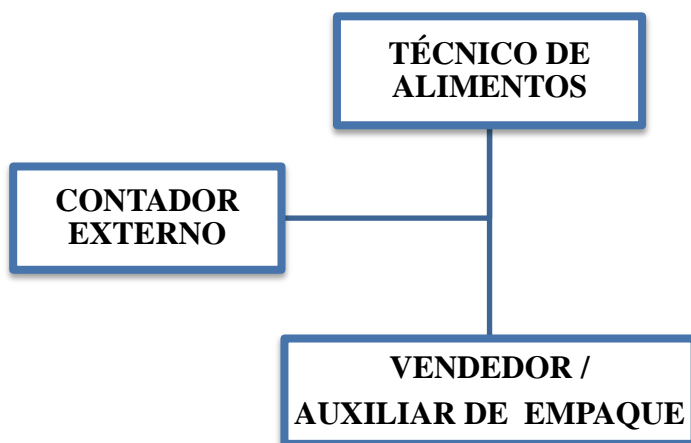 TÉCNICO DE
ALIMENTOS
CONTADOR
EXTERNO
VENDEDOR /
AUXILIAR DE EMPAQUE